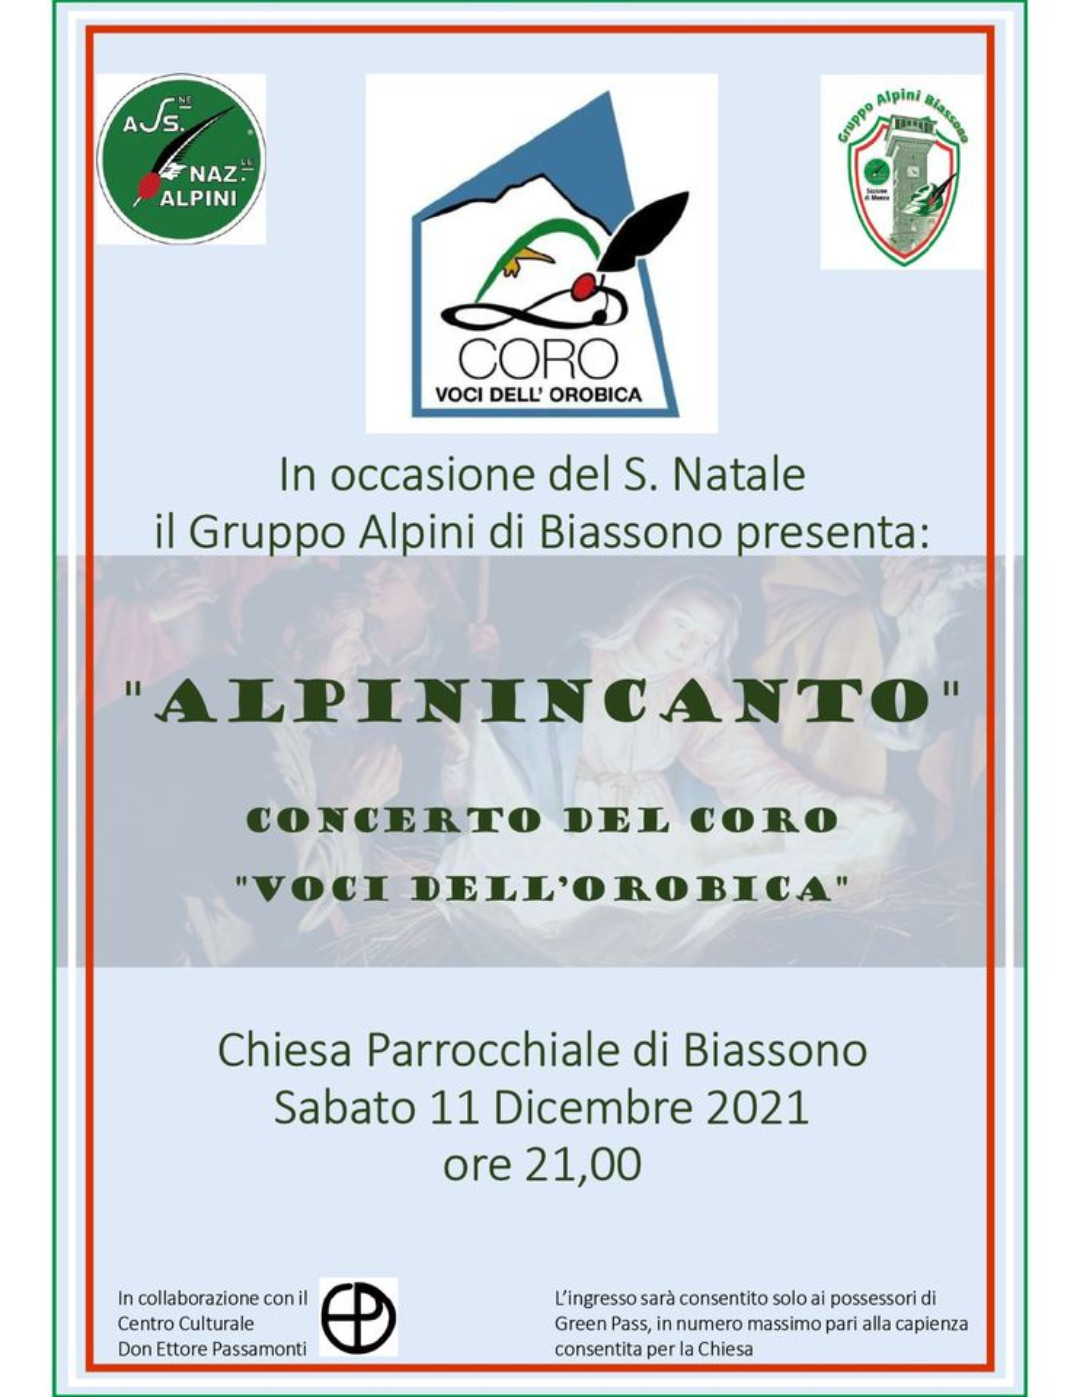 ASS.NE
NAZ.LE
ALPINI
Gruppo Alpini Biassono
Sezione
di Monza
CORO
VOCI DELL' OROBICA
In occasione del S. Natale
il Gruppo Alpini di Biassono presenta:
"ALPININCANTO"
CONCERTO DEL CORO
"VOCI DELL'OROBICA"
Chiesa Parrocchiale di Biassono
Sabato 11 Dicembre 2021
ore 21,00
In collaborazione con il
Centro Culturale
Don Ettore Passamonti
L'ingresso sarà consentito solo ai possessori di
Green Pass, in numero massimo pari alla capienza
consentita per la Chiesa